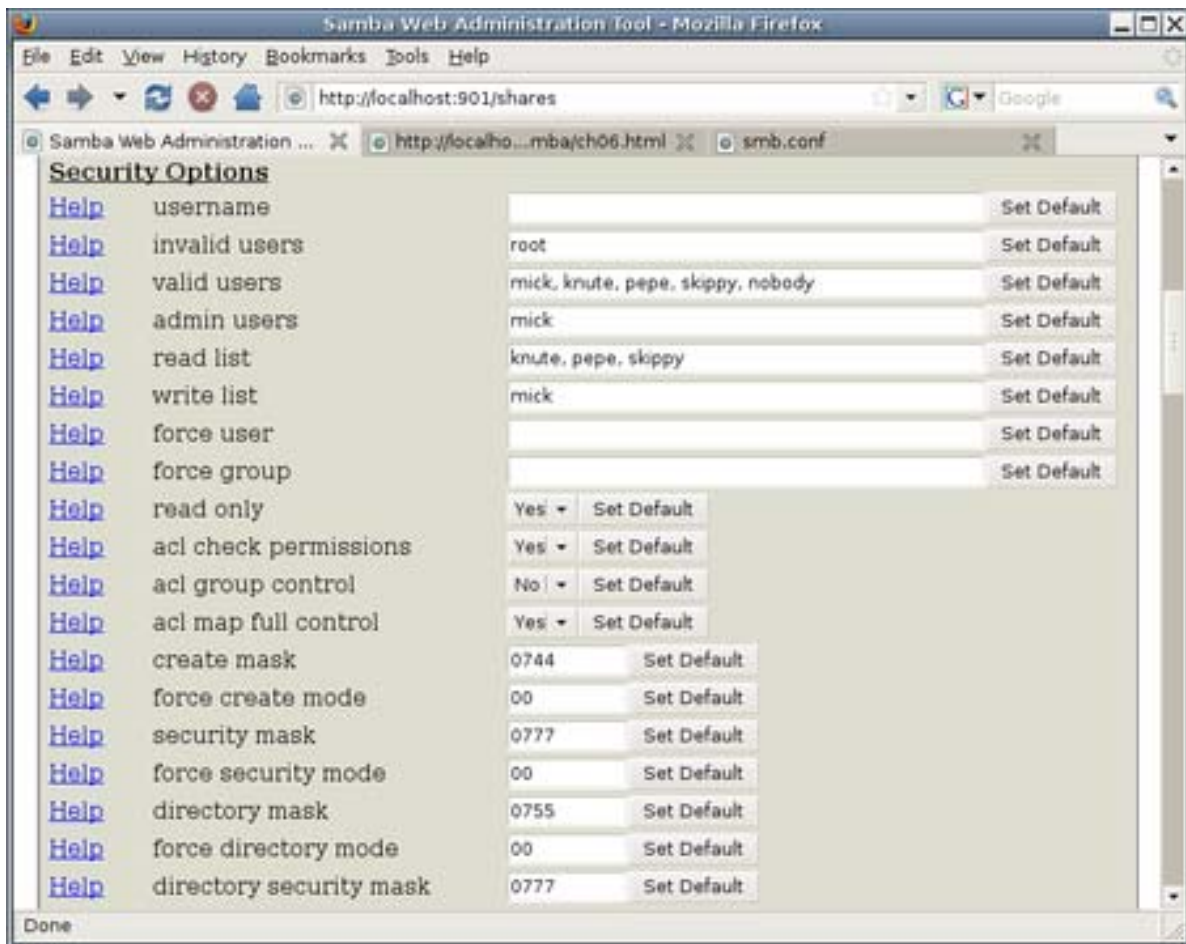 Samba Web Administration Tool - Mozilla Firefox
File Edit View History Bookmarks Tools Help
http://localhost:901/shares Google
Samba Web Administration ... http://localho...mba/ch06.html smb.conf
Security Options
Help username Set Default
Help invalid users root Set Default
Help valid users mick, knute, pepe, skippy, nobody Set Default
Help admin users mick Set Default
Help read list knute, pepe, skippy Set Default
Help write list mick Set Default
Help force user Set Default
Help force group Set Default
Help read only Yes Set Default
Help acl check permissions Yes Set Default
Help acl group control No Set Default
Help acl map full control Yes Set Default
Help create mask 0744 Set Default
Help force create mode 00 Set Default
Help security mask 0777 Set Default
Help force security mode 00 Set Default
Help directory mask 0755 Set Default
Help force directory mode 00 Set Default
Help directory security mask 0777 Set Default
Done